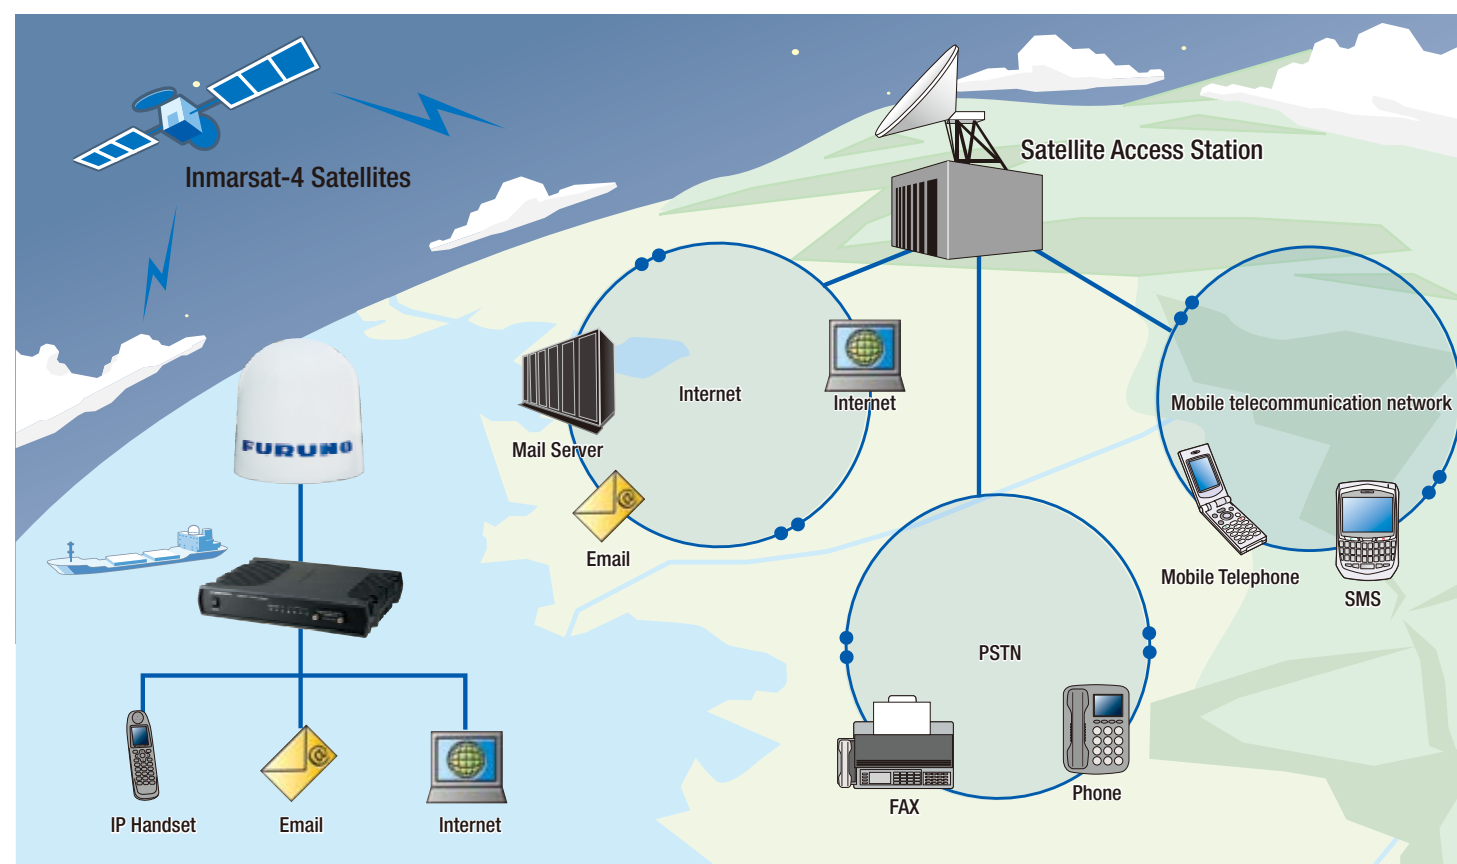 Inmarsat-4 Satellites
Satellite Access Station
Internet
Internet
Mobile telecommunication network
FURUNO
Mail Server
Email
Mobile Telephone
SMS
PSTN
FAX
Phone
IP Handset
Email
Internet